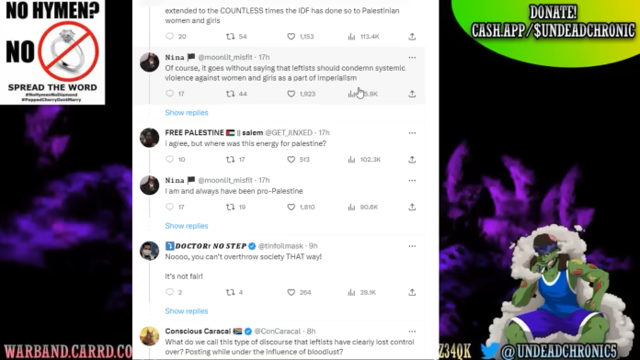 NO HYMEN?
NO
SPREAD THE WORD
#NoHymenNoDiamond
#PoppedCherryDontMarry
extended to the COUNTLESS times the IDF has done so to Palestinian
women and girls
20 54 1,153 113.4K
Nina @moonlit_misfit · 17h
Of course, it goes without saying that leftists should condemn systemic
violence against women and girls as a part of imperialism
17 44 1,923
Show replies
FREE PALESTINE 🇵🇸 || salem @GET_JINXED · 17h
I agree, but where was this energy for palestine?
10 17 513 102.3K
Nina @moonlit_misfit · 17h
I am and always have been pro-Palestine
17 19 1,810 90.6K
Show replies
DOCTOR! NO STEP @tinfoilmask · 9h
Noooo, you can't overthrow society THAT way!
It's not fair!
2 4 264 28.1K
Show replies
Conscious Caracal 🇿🇦 @ConCaracal · 8h
What do we call this type of discourse that leftists have clearly lost control
over? Posting while under the influence of bloodlust?
DONATE!
CASH.APP/$UNDEADCHRONIC
WARBAND.CARRD.CO
Z34QK
@UNDEADCHRONIC5